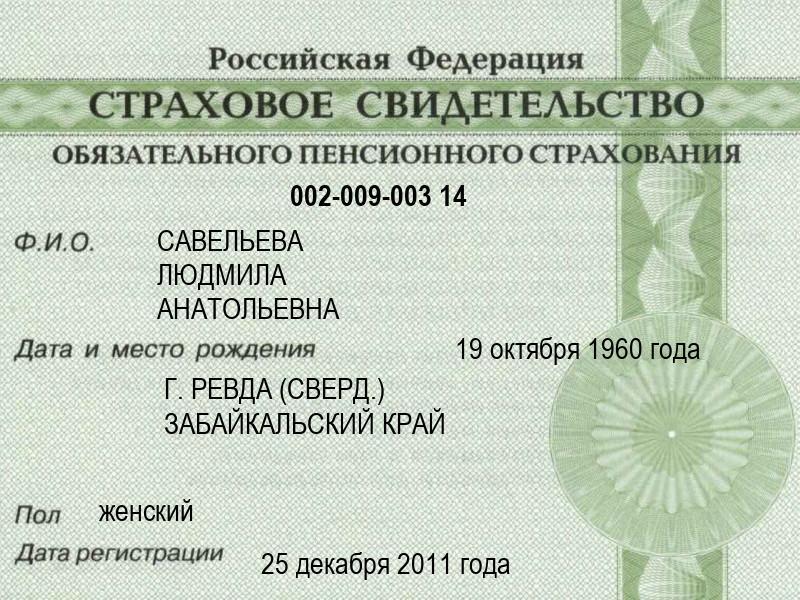 Российская Федерация
СТРАХОВОЕ СВИДЕТЕЛЬСТВО
ОБЯЗАТЕЛЬНОГО ПЕНСИОННОГО СТРАХОВАНИЯ
002-009-003 14
Ф.И.О. САВЕЛЬЕВА
ЛЮДМИЛА
АНАТОЛЬЕВНА
Дата и место рождения 19 октября 1960 года
Г. РЕВДА (СВЕРД.)
ЗАБАЙКАЛЬСКИЙ КРАЙ
Пол женский
Дата регистрации 25 декабря 2011 года